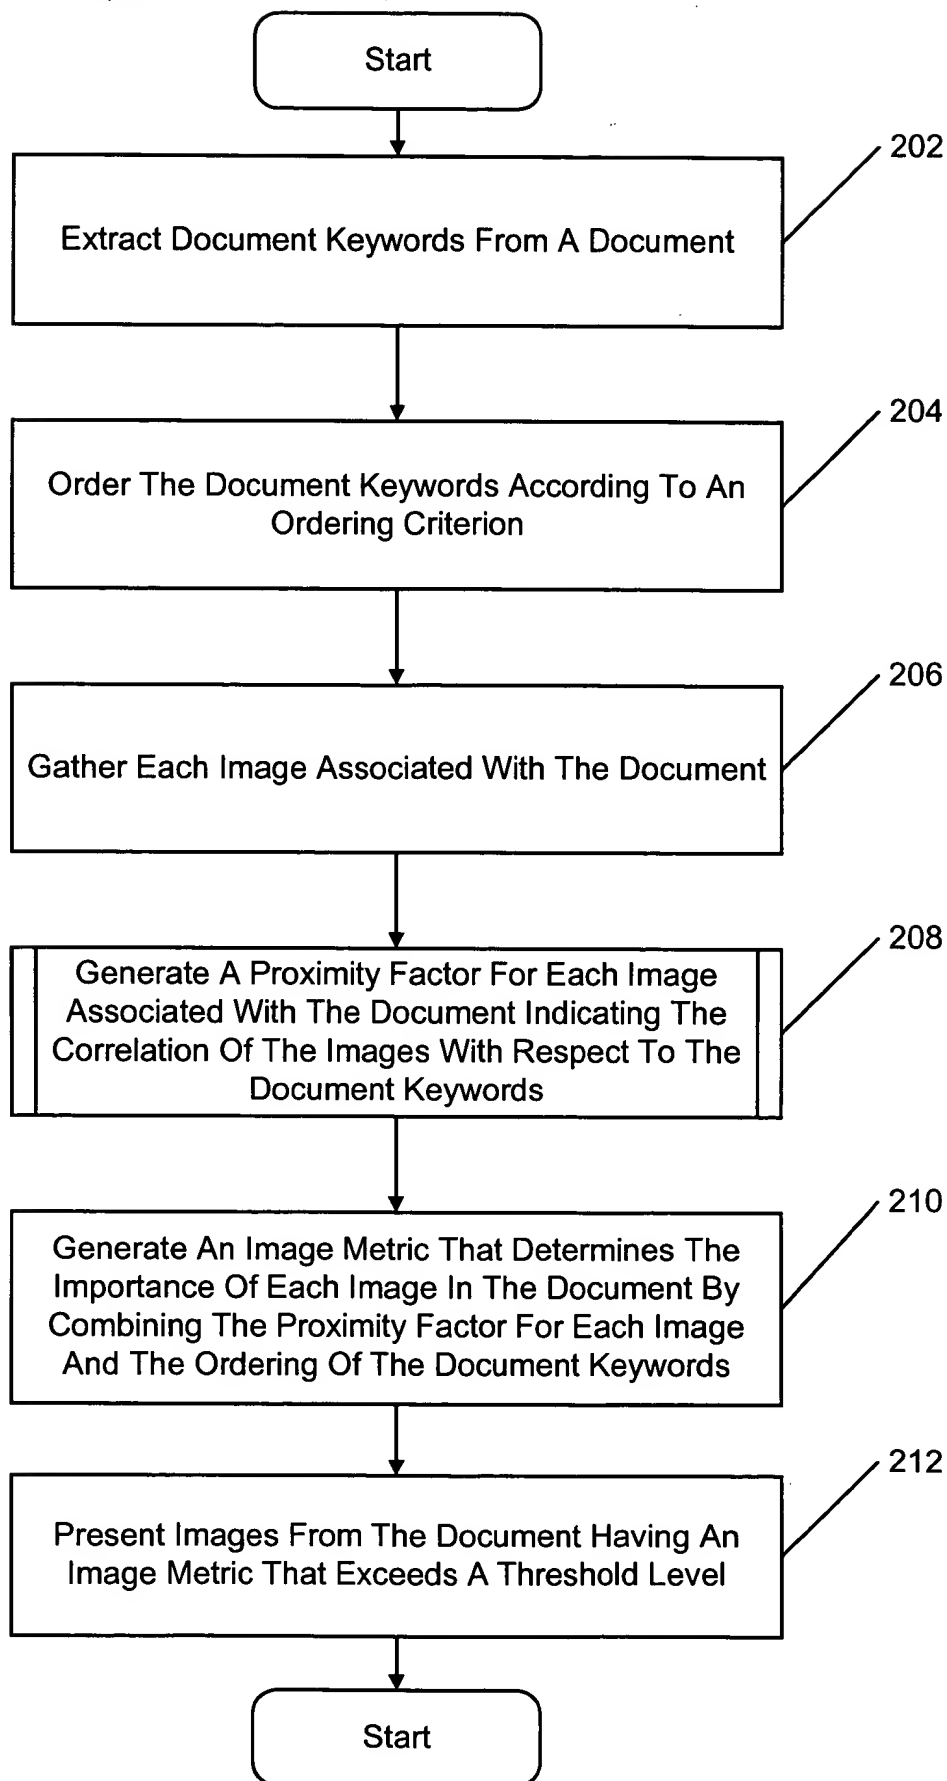 Start
202
Extract Document Keywords From A Document
204
Order The Document Keywords According To An
Ordering Criterion
206
Gather Each Image Associated With The Document
208
Generate A Proximity Factor For Each Image
Associated With The Document Indicating The
Correlation Of The Images With Respect To The
Document Keywords
210
Generate An Image Metric That Determines The
Importance Of Each Image In The Document By
Combining The Proximity Factor For Each Image
And The Ordering Of The Document Keywords
212
Present Images From The Document Having An
Image Metric That Exceeds A Threshold Level
Start